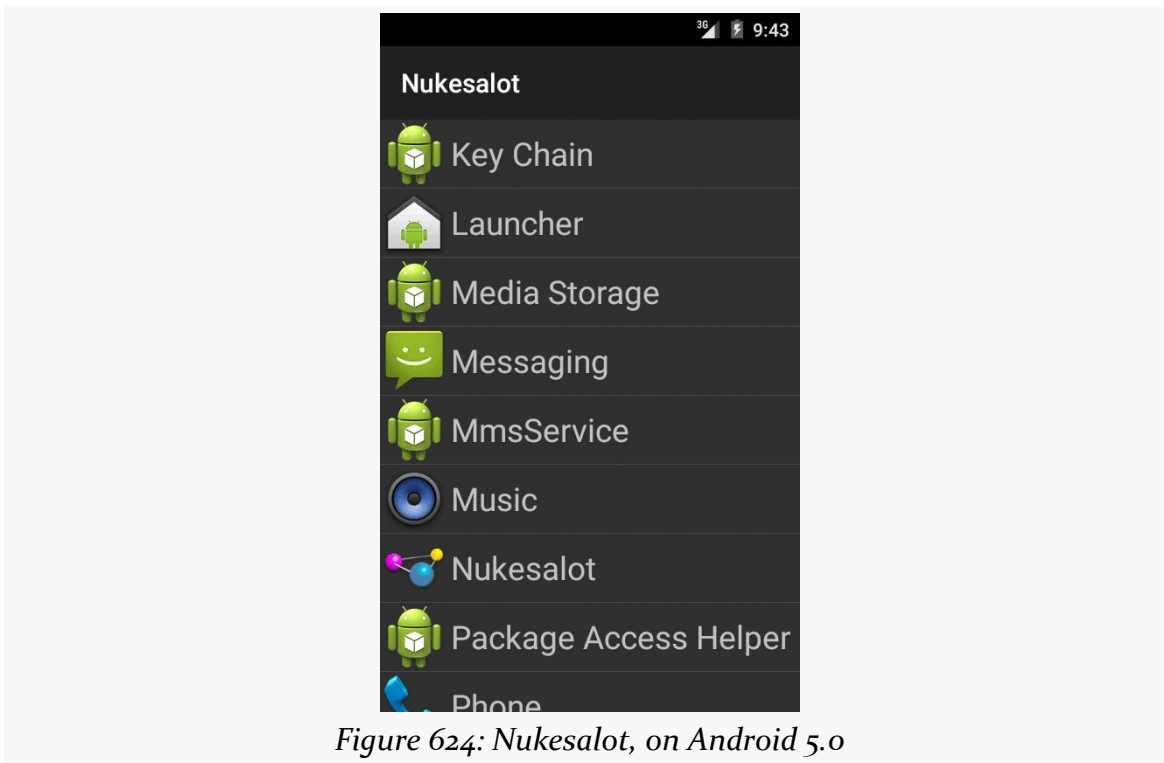 3G 9:43
Nukesalot
Key Chain
Launcher
Media Storage
Messaging
MmsService
Music
Nukesalot
Package Access Helper
Phone
Figure 624: Nukesalot, on Android 5.0